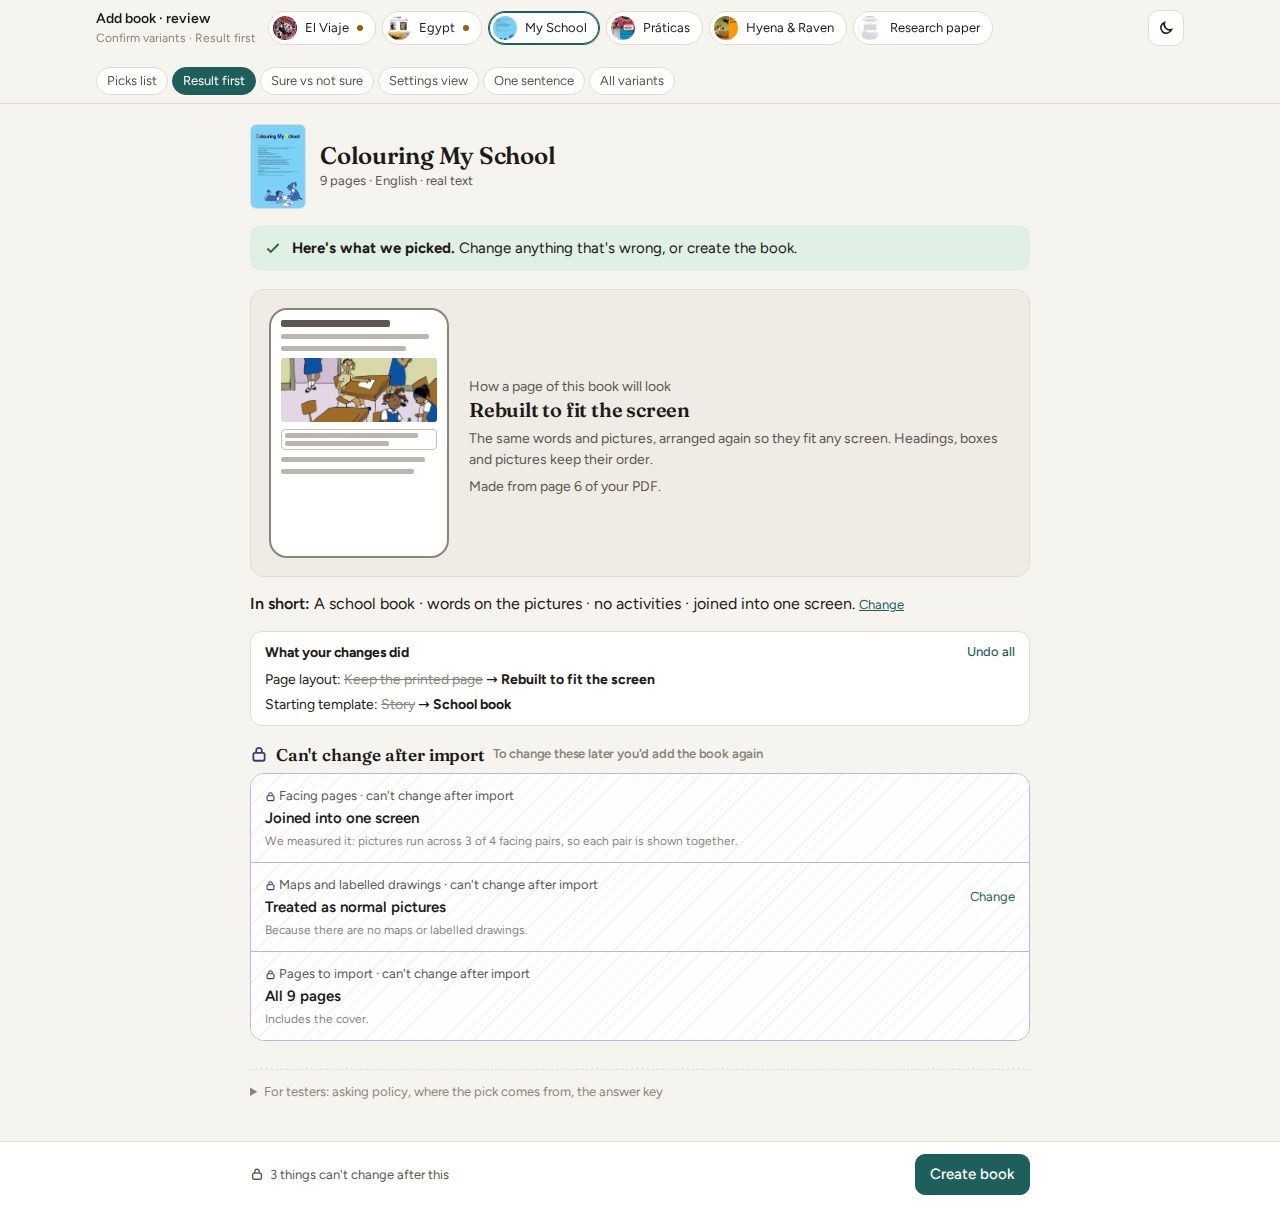 Add book · review
Confirm variants · Result first
El Viaje
Egypt
My School
Práticas
Hyena & Raven
Research paper
Picks list
Result first
Sure vs not sure
Settings view
One sentence
All variants
Colouring My School
Colouring My School
9 pages · English · real text
Here's what we picked. Change anything that's wrong, or create the book.
How a page of this book will look
Rebuilt to fit the screen
The same words and pictures, arranged again so they fit any screen. Headings, boxes
and pictures keep their order.
Made from page 6 of your PDF.
In short: A school book · words on the pictures · no activities · joined into one screen. Change
What your changes did
Undo all
Page layout: Keep the printed page → Rebuilt to fit the screen
Starting template: Story → School book
Can't change after import To change these later you'd add the book again
Facing pages · can't change after import
Joined into one screen
We measured it: pictures run across 3 of 4 facing pairs, so each pair is shown together.
Maps and labelled drawings · can't change after import
Treated as normal pictures
Because there are no maps or labelled drawings.
Change
Pages to import · can't change after import
All 9 pages
Includes the cover.
For testers: asking policy, where the pick comes from, the answer key
3 things can't change after this
Create book